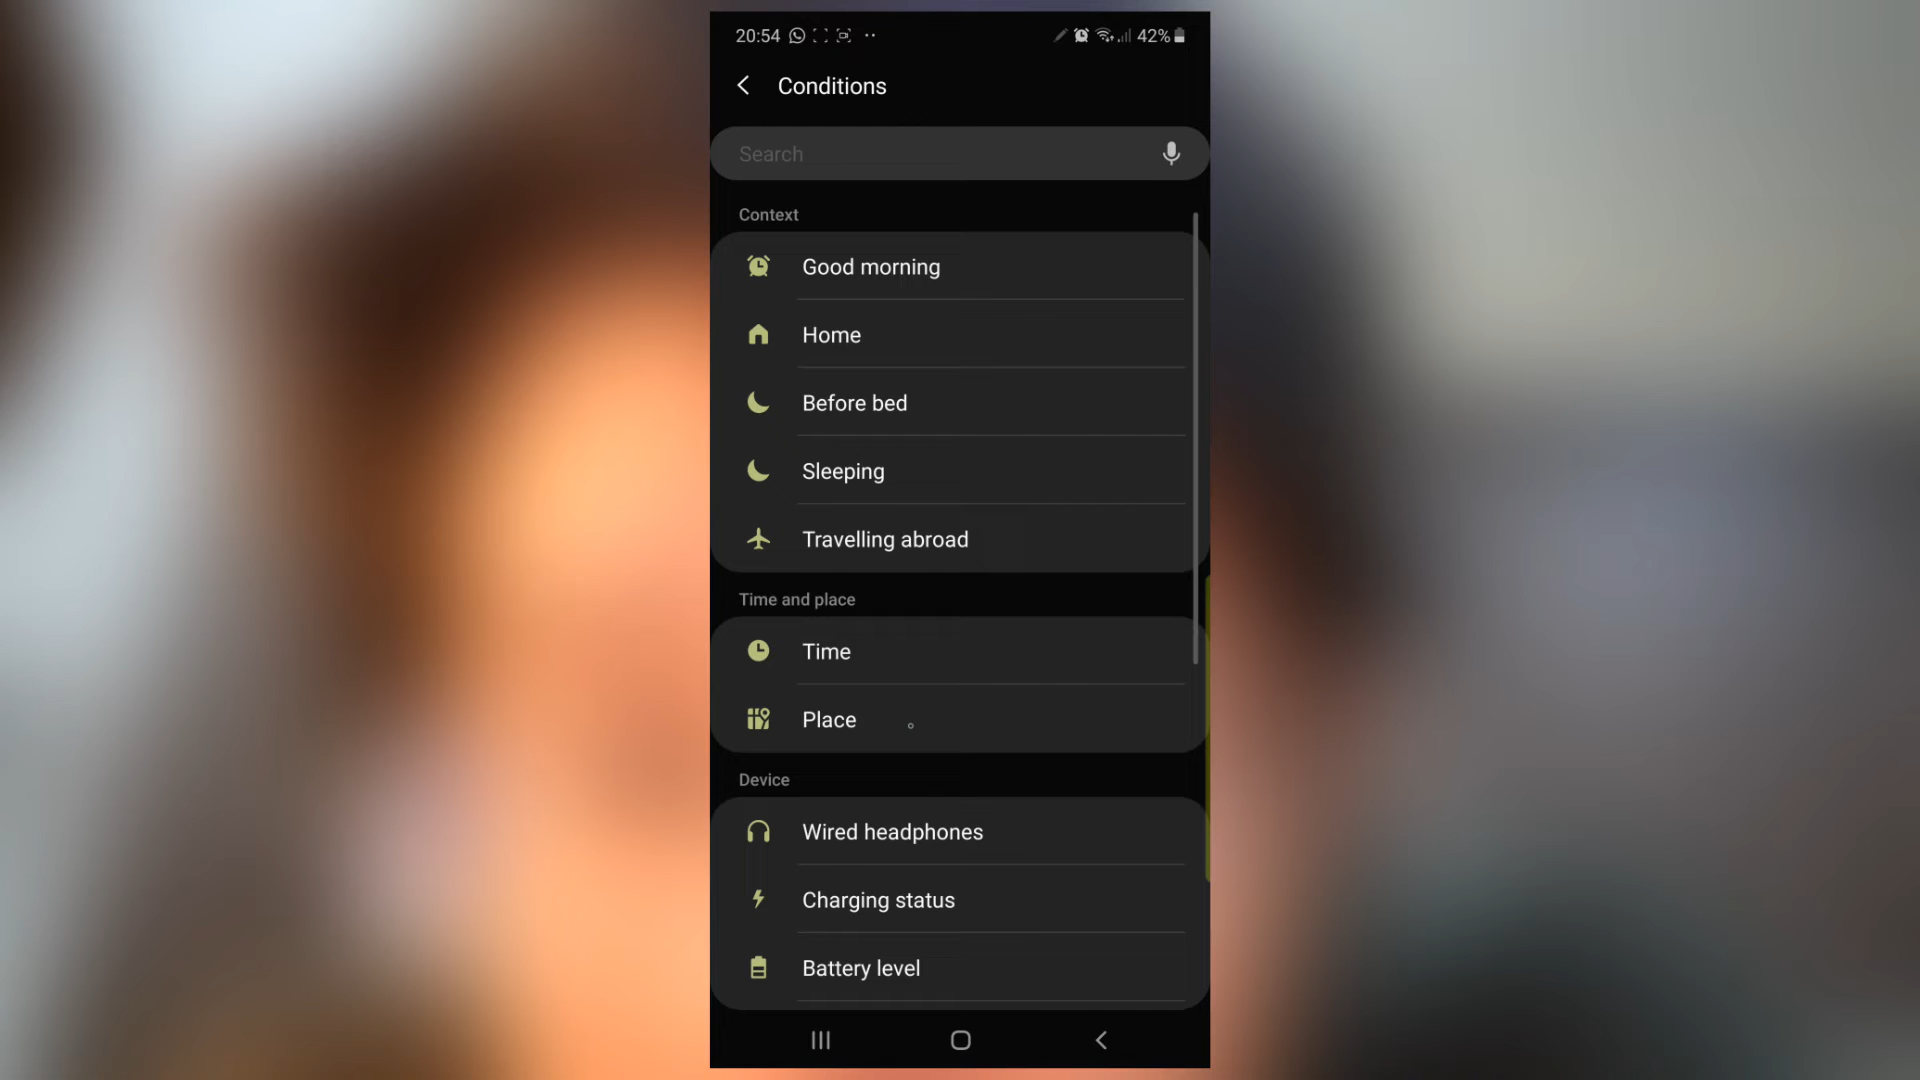 20:54
42%
Conditions
Search
Context
Good morning
Home
Before bed
Sleeping
Travelling abroad
Time and place
Time
Place
Device
Wired headphones
Charging status
Battery level